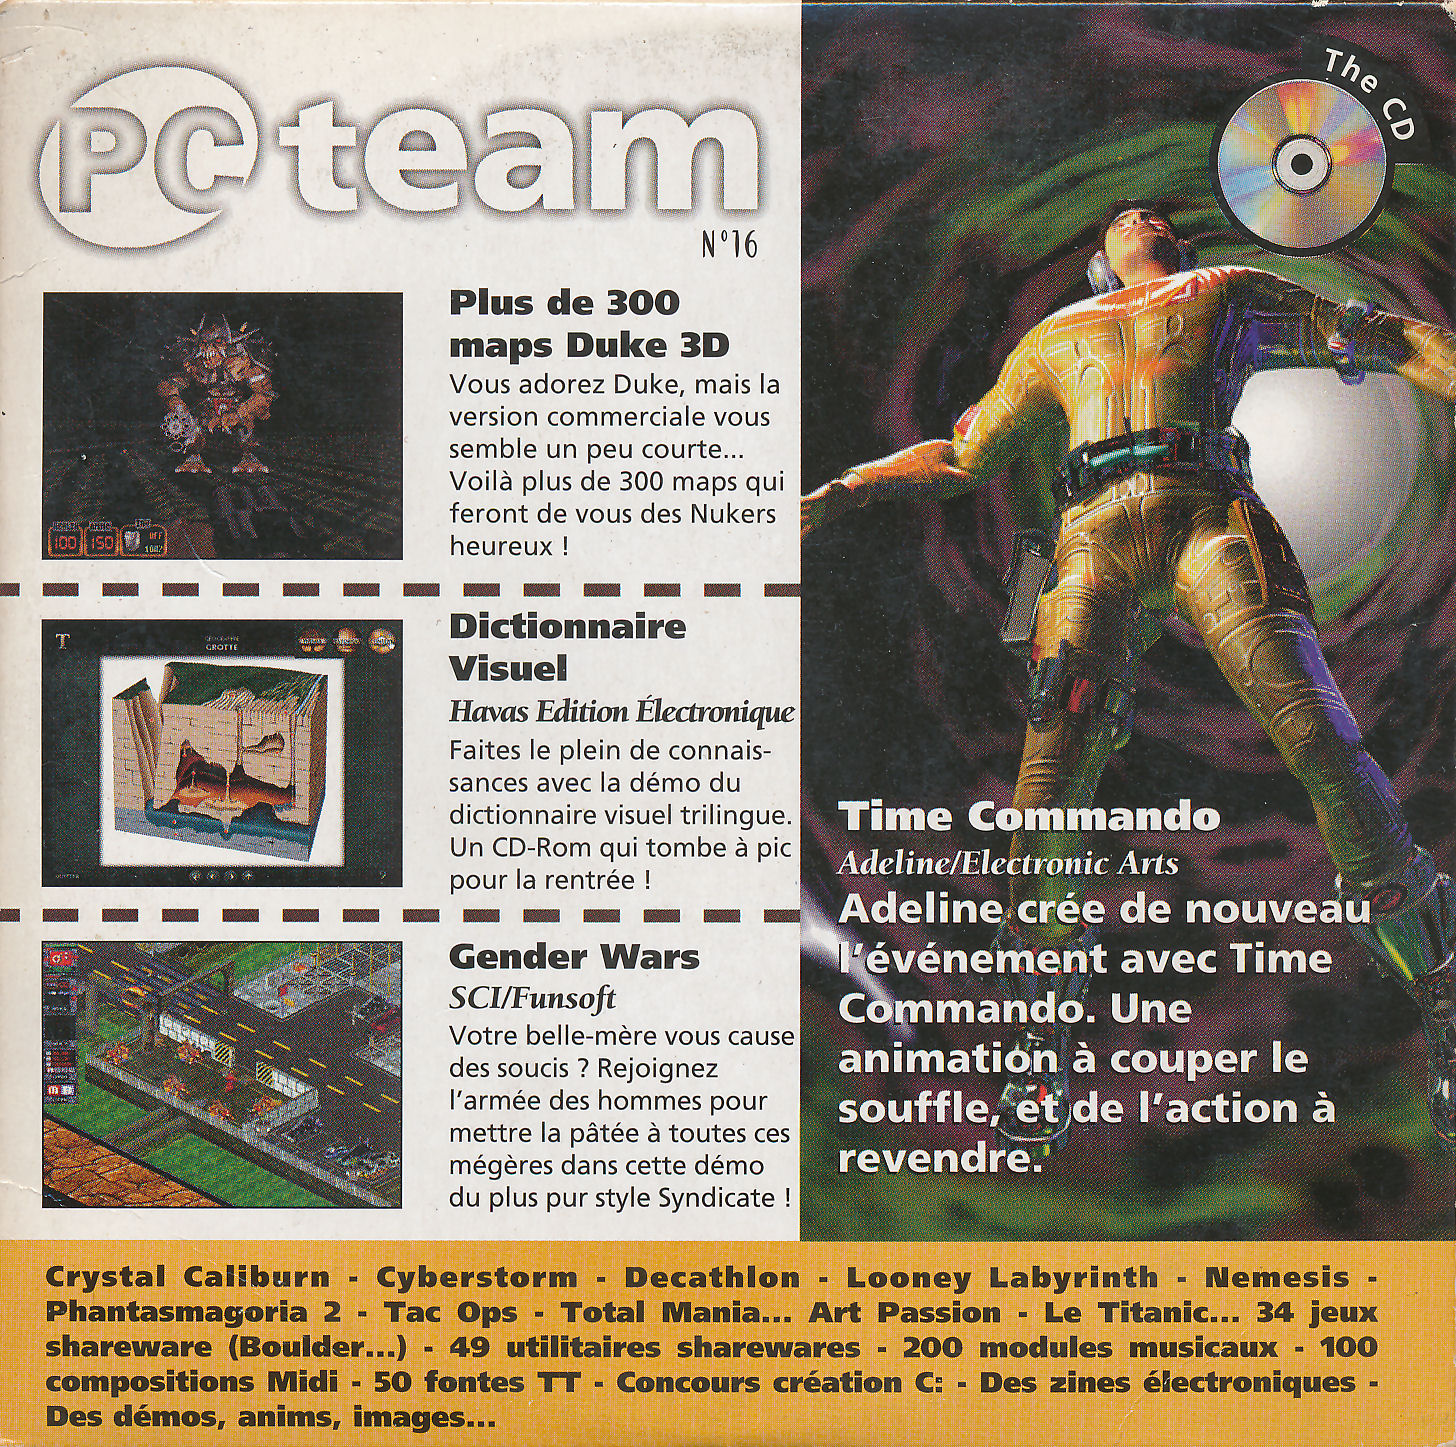 PC team
N°16
The CD
Plus de 300
maps Duke 3D
Vous adorez Duke, mais la
version commerciale vous
semble un peu courte...
Voilà plus de 300 maps qui
feront de vous des Nukers
heureux !
100 150
Dictionnaire
Visuel
Havas Edition Électronique
Faites le plein de connais-
sances avec la démo du
dictionnaire visuel trilingue.
Un CD-Rom qui tombe à pic
pour la rentrée !
T
GROTTE
Gender Wars
SCI/Funsoft
Votre belle-mère vous cause
des soucis ? Rejoignez
l'armée des hommes pour
mettre la pâtée à toutes ces
mégères dans cette démo
du plus pur style Syndicate !
Time Commando
Adeline/Electronic Arts
Adeline crée de nouveau
l'événement avec Time
Commando. Une
animation à couper le
souffle, et de l'action à
revendre.
Crystal Caliburn - Cyberstorm - Decathlon - Looney Labyrinth - Nemesis -
Phantasmagoria 2 - Tac Ops - Total Mania... Art Passion - Le Titanic... 34 jeux
shareware (Boulder...) - 49 utilitaires sharewares - 200 modules musicaux - 100
compositions Midi - 50 fontes TT - Concours création C: - Des zines électroniques -
Des démos, anims, images...